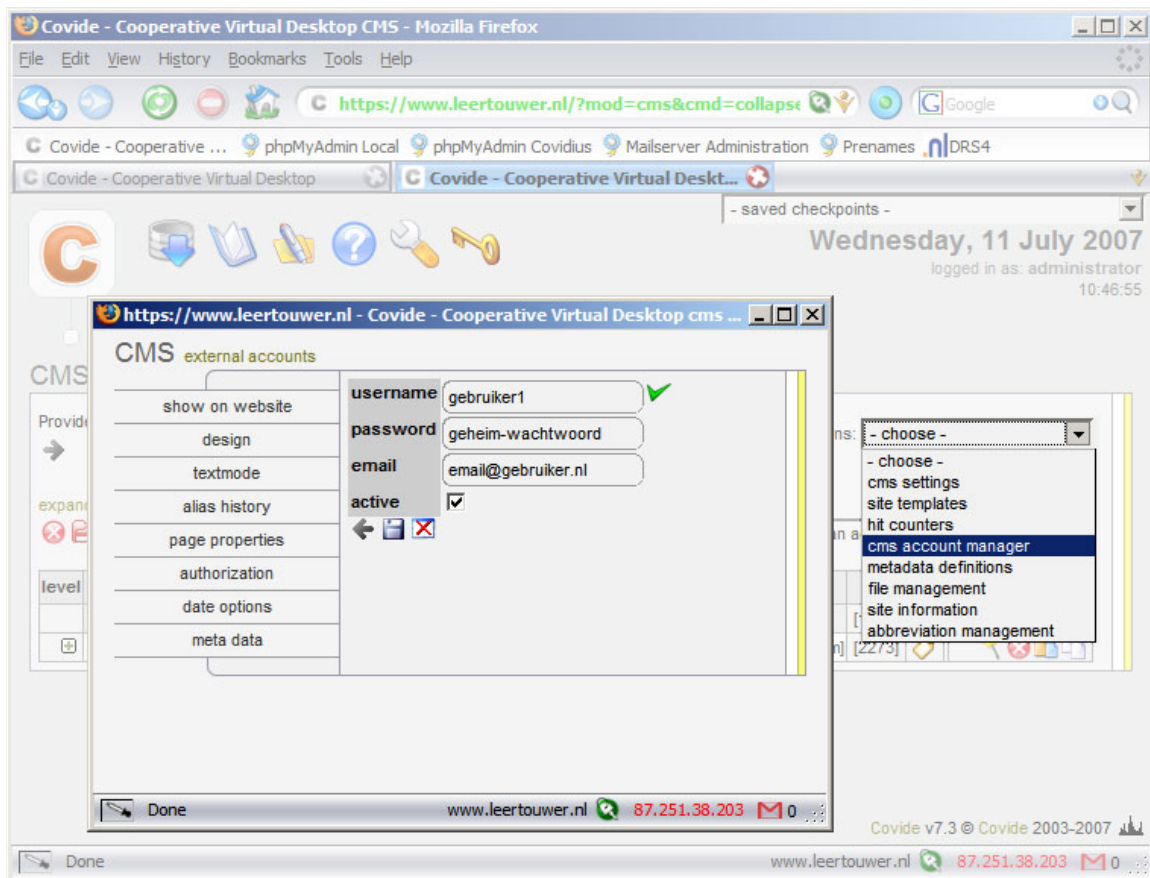 Covide - Cooperative Virtual Desktop CMS - Mozilla Firefox
File Edit View History Bookmarks Tools Help
C https://www.leertouwer.nl/?mod=cms&cmd=collapse G Google
C Covide - Cooperative ... phpMyAdmin Local phpMyAdmin Covidius Mailserver Administration Prenames DRS4
C Covide - Cooperative Virtual Desktop C Covide - Cooperative Virtual Deskt...
- saved checkpoints -
C
Wednesday, 11 July 2007
logged in as: administrator
10:46:55
https://www.leertouwer.nl - Covide - Cooperative Virtual Desktop cms ...
CMS external accounts
show on website
design
textmode
alias history
page properties
authorization
date options
meta data
username gebruiker1
password geheim-wachtwoord
email email@gebruiker.nl
active
Done www.leertouwer.nl 87.251.38.203 0
CMS
level
- choose -
- choose -
cms settings
site templates
hit counters
cms account manager
metadata definitions
file management
site information
abbreviation management
[2273]
Covide v7.3 © Covide 2003-2007
Done www.leertouwer.nl 87.251.38.203 0